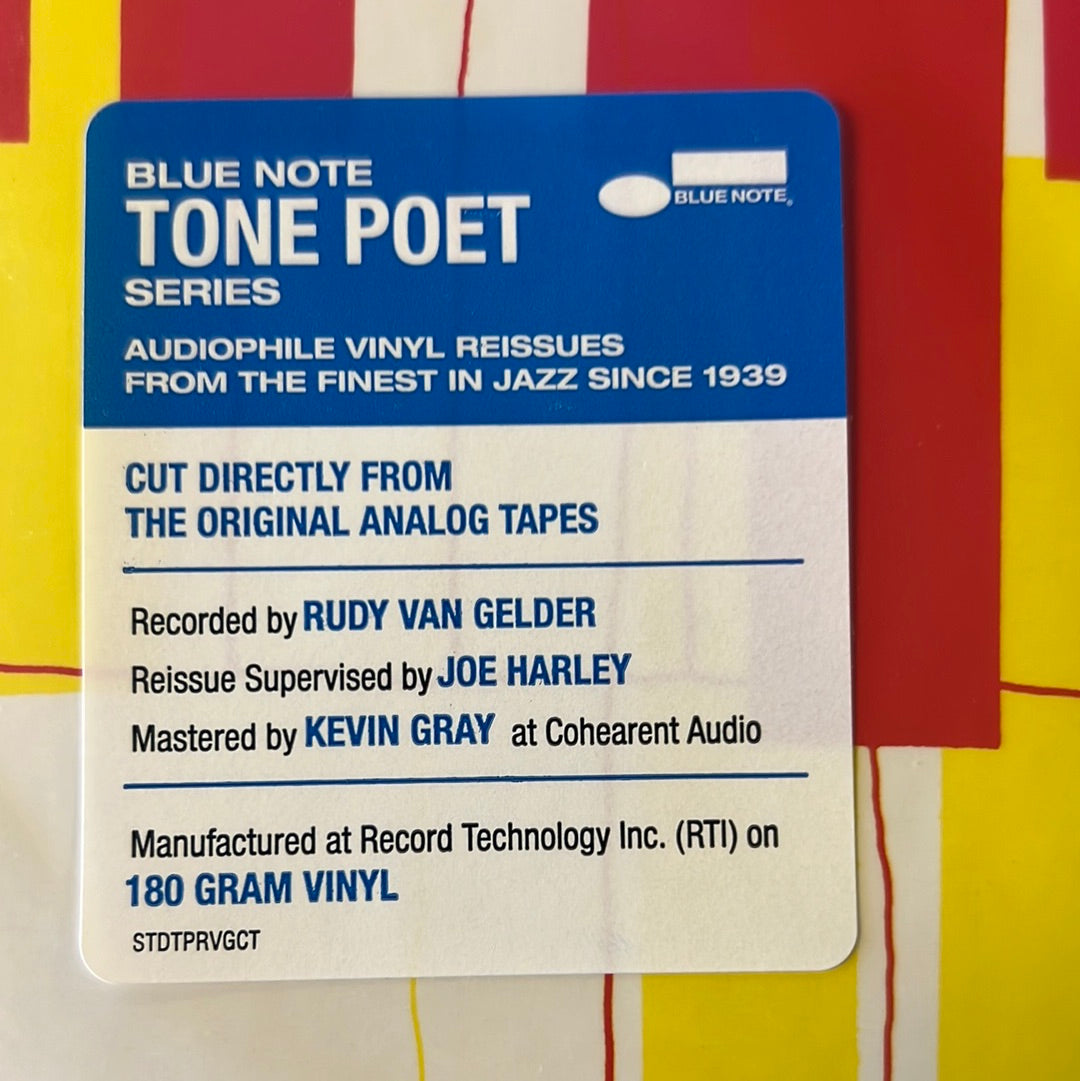 BLUE NOTE
TONE POET
SERIES
BLUE NOTE®
AUDIOPHILE VINYL REISSUES
FROM THE FINEST IN JAZZ SINCE 1939
CUT DIRECTLY FROM
THE ORIGINAL ANALOG TAPES
Recorded by RUDY VAN GELDER
Reissue Supervised by JOE HARLEY
Mastered by KEVIN GRAY at Cohearent Audio
Manufactured at Record Technology Inc. (RTI) on
180 GRAM VINYL
STDTPRVGCT